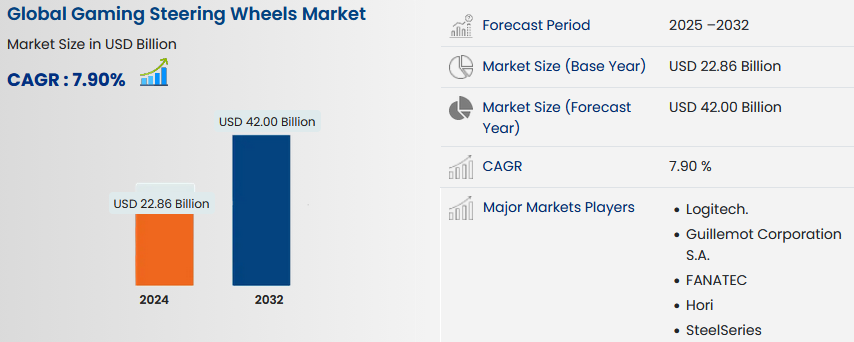 Global Gaming Steering Wheels Market
Market Size in USD Billion
CAGR : 7.90%
USD 42.00 Billion
USD 22.86 Billion
2024
2032
Forecast Period
2025 –2032
Market Size (Base Year)
USD 22.86 Billion
Market Size (Forecast
Year)
USD 42.00 Billion
CAGR
7.90 %
Major Markets Players
• Logitech.
• Guillemot Corporation
S.A.
• FANATEC
• Hori
• SteelSeries